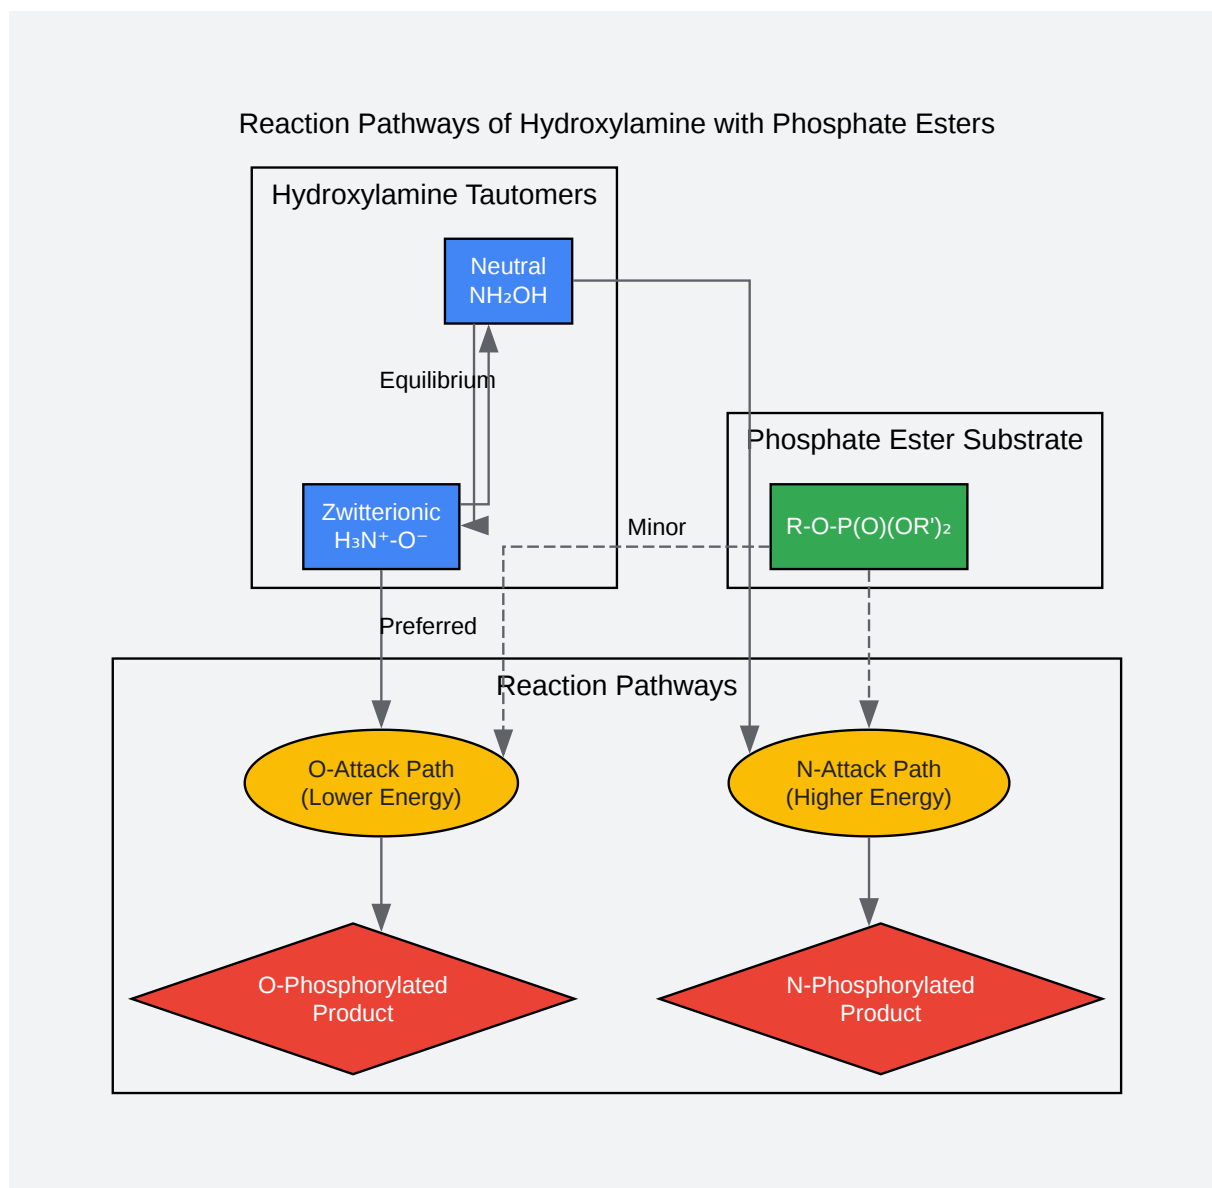 Reaction Pathways of Hydroxylamine with Phosphate Esters
Hydroxylamine Tautomers
Neutral
NH₂OH
Equilibrium
Phosphate Ester Substrate
Zwitterionic
H₃N⁺-O⁻
Minor
R-O-P(O)(OR')₂
Preferred
Reaction Pathways
O-Attack Path
(Lower Energy)
N-Attack Path
(Higher Energy)
O-Phosphorylated
Product
N-Phosphorylated
Product